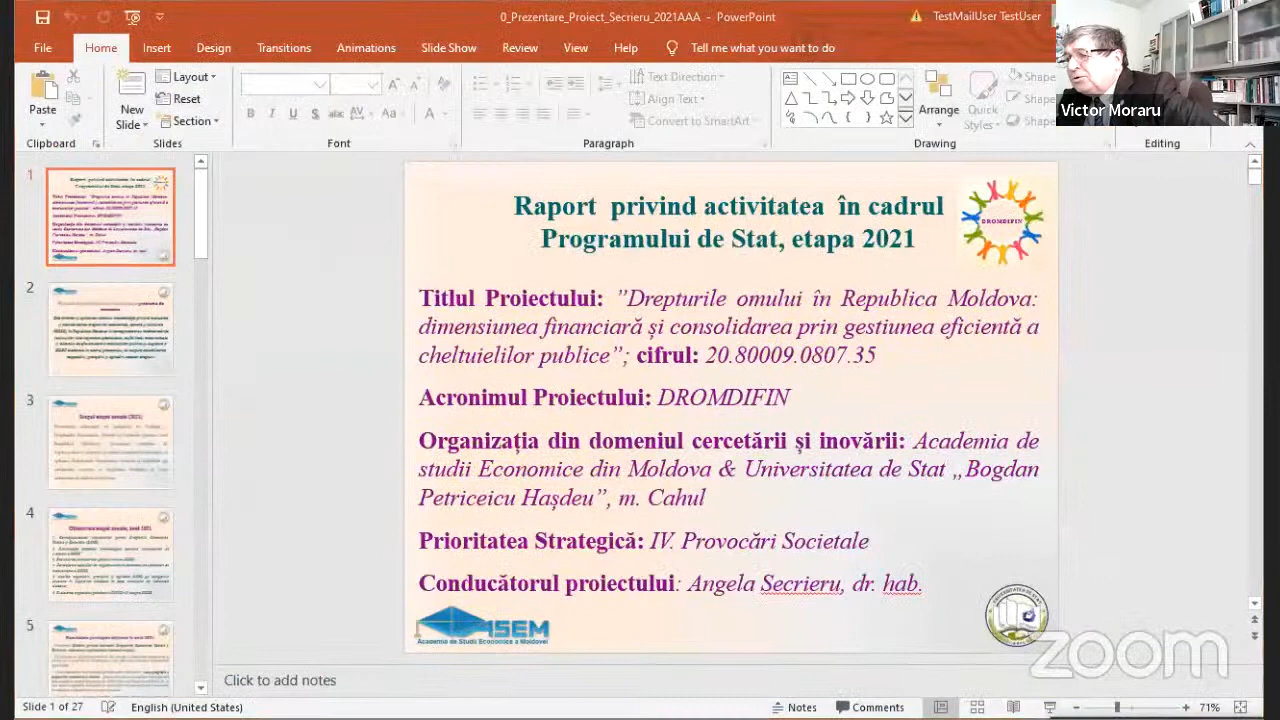 0_Prezentare_Proiect_Secrieru_2021AAA - PowerPoint
TestMailUser TestUser
File Home Insert Design Transitions Animations Slide Show Review View Help Tell me what you want to do
Paste
New
Slide
Layout
Reset
Section
Text Direction
Align Text
Convert to SmartArt
Arrange
Quick
Styles
Shape
Shape
Shape
Victor Moraru
Clipboard Slides Font Paragraph Drawing Editing
1
2
3
4
5
Raport privind activitatea în cadrul
Programului de Stat, etapa 2021
DROMDIFIN
Titlul Proiectului: ”Drepturile omului în Republica Moldova:
dimensiunea financiară și consolidarea prin gestiunea eficientă a
cheltuielilor publice”; cifrul: 20.80009.0807.35
Acronimul Proiectului: DROMDIFIN
Organizația din domeniul cercetării și inovării: Academia de
studii Economice din Moldova & Universitatea de Stat „Bogdan
Petriceicu Hașdeu”, m. Cahul
Prioritatea Strategică: IV. Provocări societale
Conducătorul proiectului: Angela Secrieru, dr. hab.
ASEM
Academia de Studii Economice a Moldovei
zoom
Click to add notes
Slide 1 of 27 English (United States) Notes Comments 71%